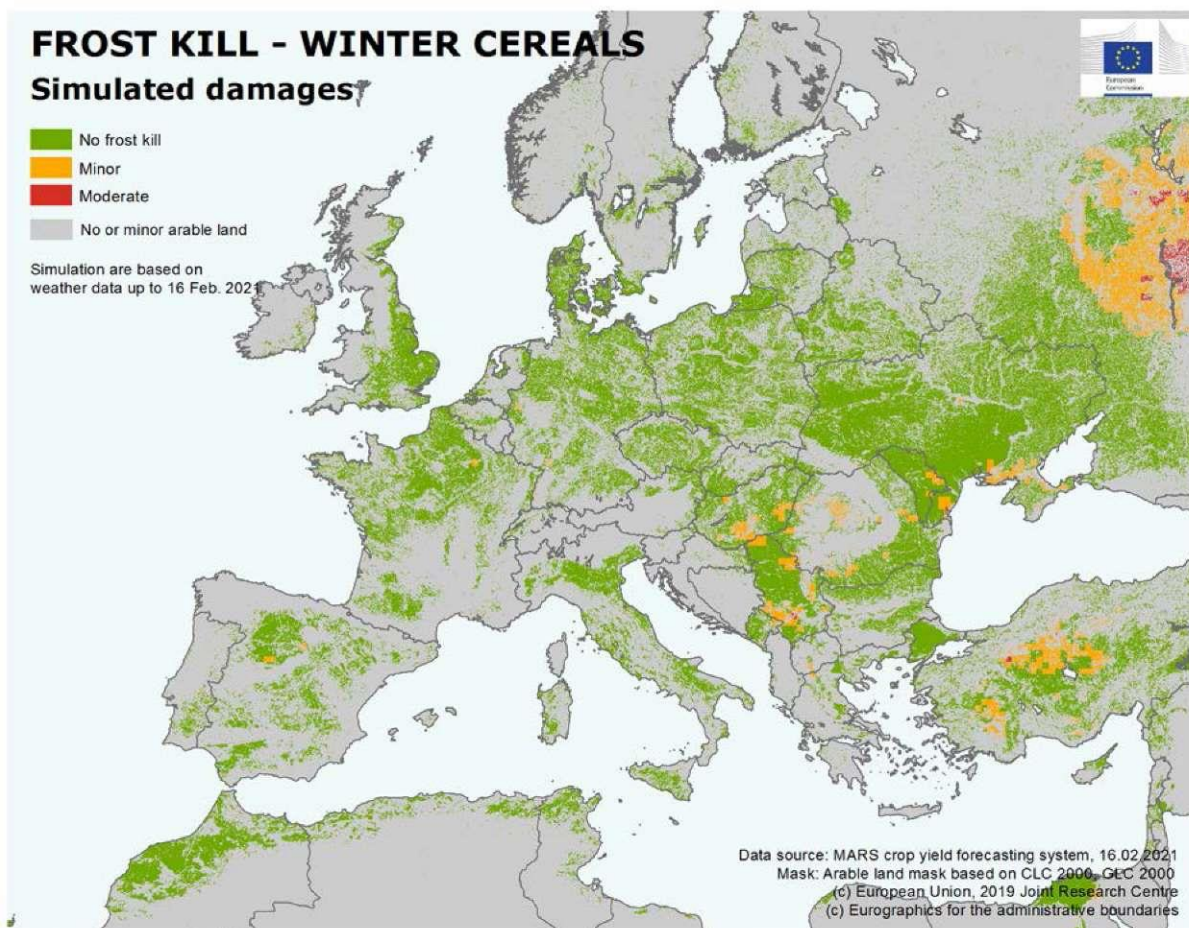 FROST KILL - WINTER CEREALS
Simulated damages
European
Commission
No frost kill
Minor
Moderate
No or minor arable land
Simulation are based on
weather data up to 16 Feb. 2021
Data source: MARS crop yield forecasting system, 16.02.2021
Mask: Arable land mask based on CLC 2000, GLC 2000
(c) European Union, 2019 Joint Research Centre
(c) Eurographics for the administrative boundaries